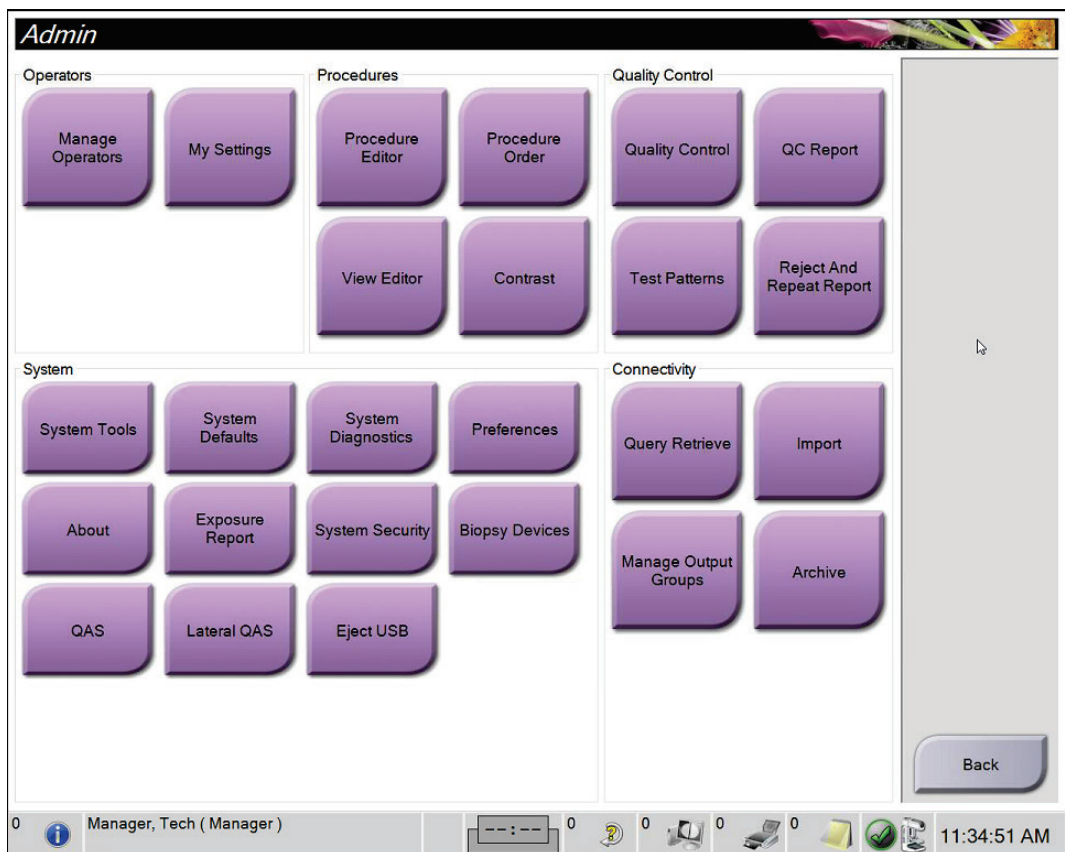 Admin
Operators
Manage
Operators
My Settings
Procedures
Procedure
Editor
Procedure
Order
View Editor
Contrast
Quality Control
Quality Control
QC Report
Test Patterns
Reject And
Repeat Report
System
System Tools
System
Defaults
System
Diagnostics
Preferences
About
Exposure
Report
System Security
Biopsy Devices
QAS
Lateral QAS
Eject USB
Connectivity
Query Retrieve
Import
Manage Output
Groups
Archive
Back
0
Manager, Tech ( Manager )
--:--
0
0
0
0
11:34:51 AM